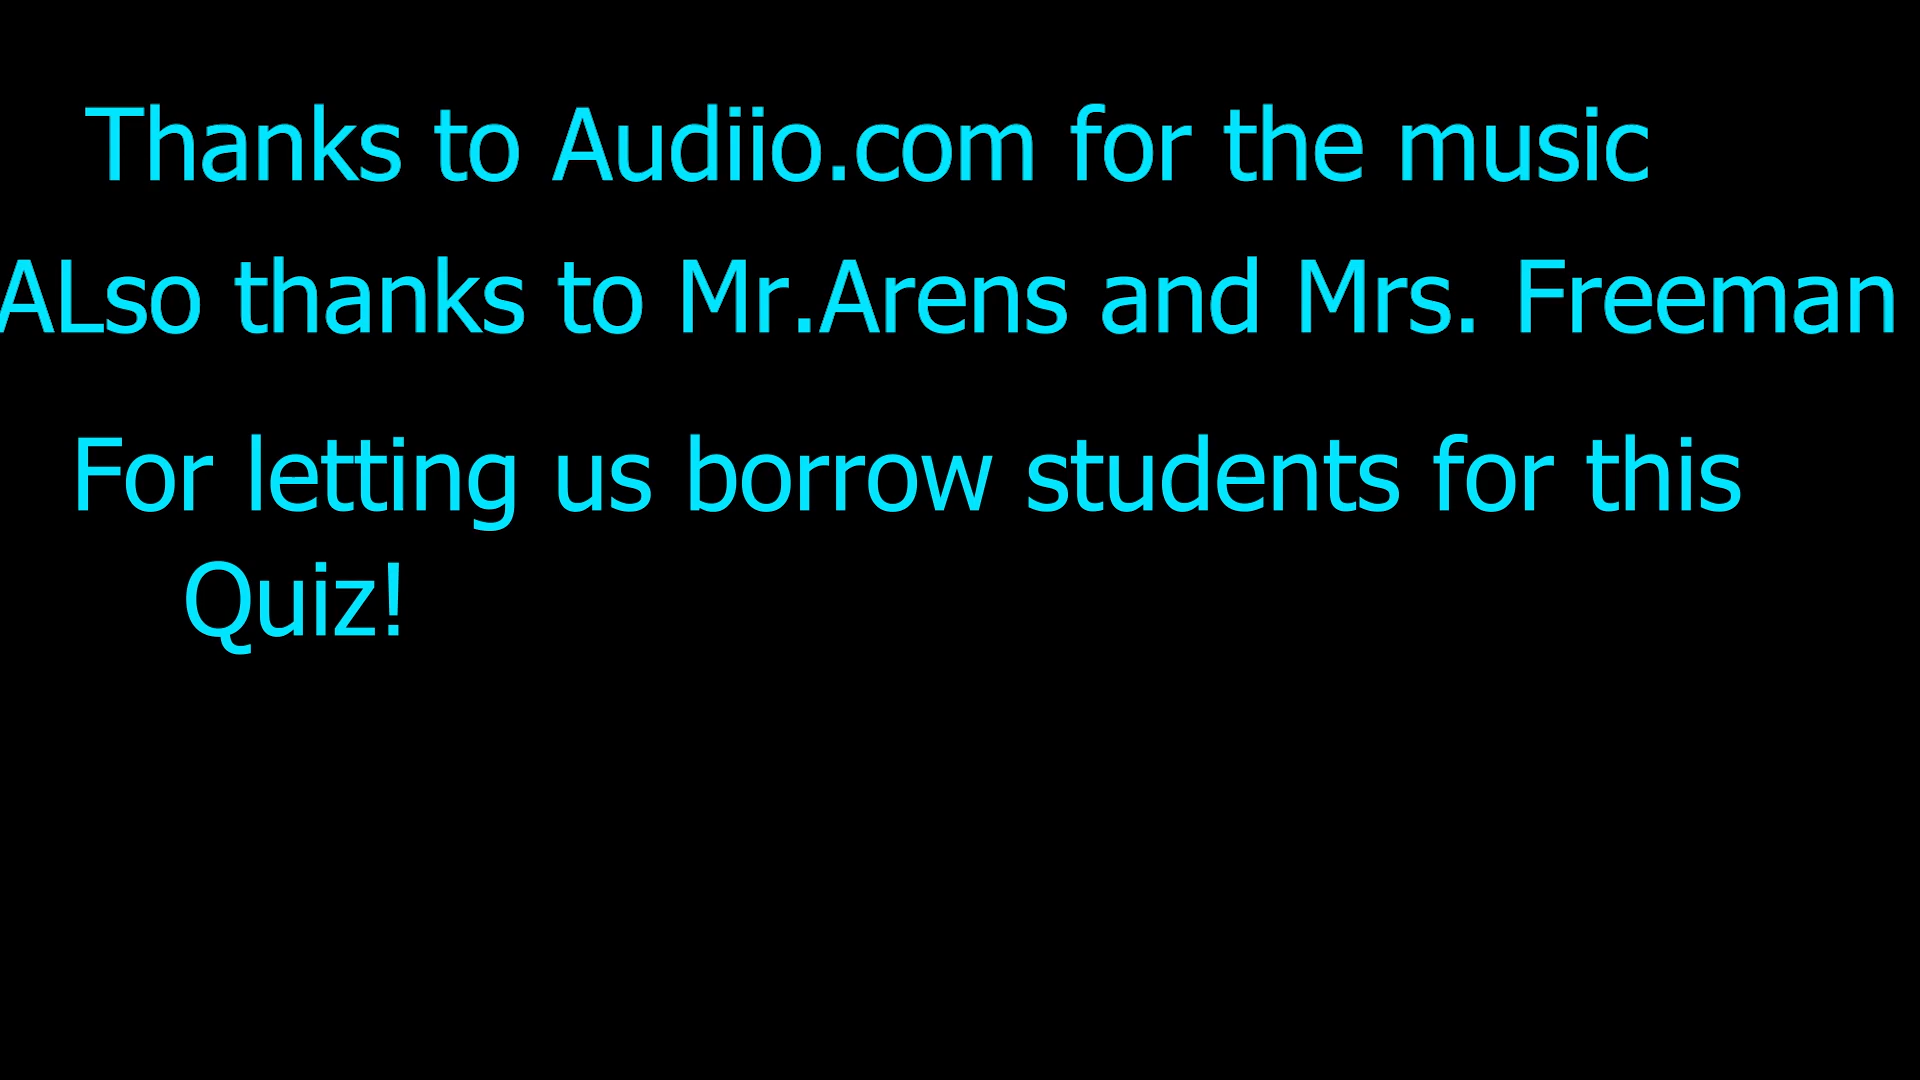 Thanks to Audiio.com for the music
ALso thanks to Mr.Arens and Mrs. Freeman
For letting us borrow students for this
Quiz!